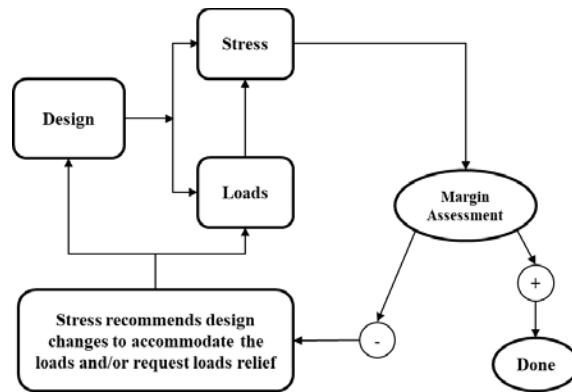 Stress
Design
Loads
Margin
Assessment
+
-
Stress recommends design
changes to accommodate the
loads and/or request loads relief
Done